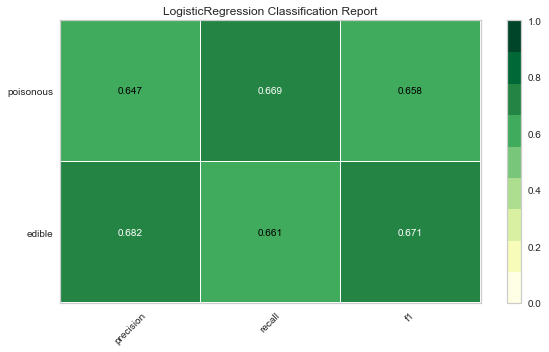 LogisticRegression Classification Report
poisonous
0.647
0.669
0.658
edible
0.682
0.661
0.671
precision
recall
f1
1.0
0.8
0.6
0.4
0.2
0.0